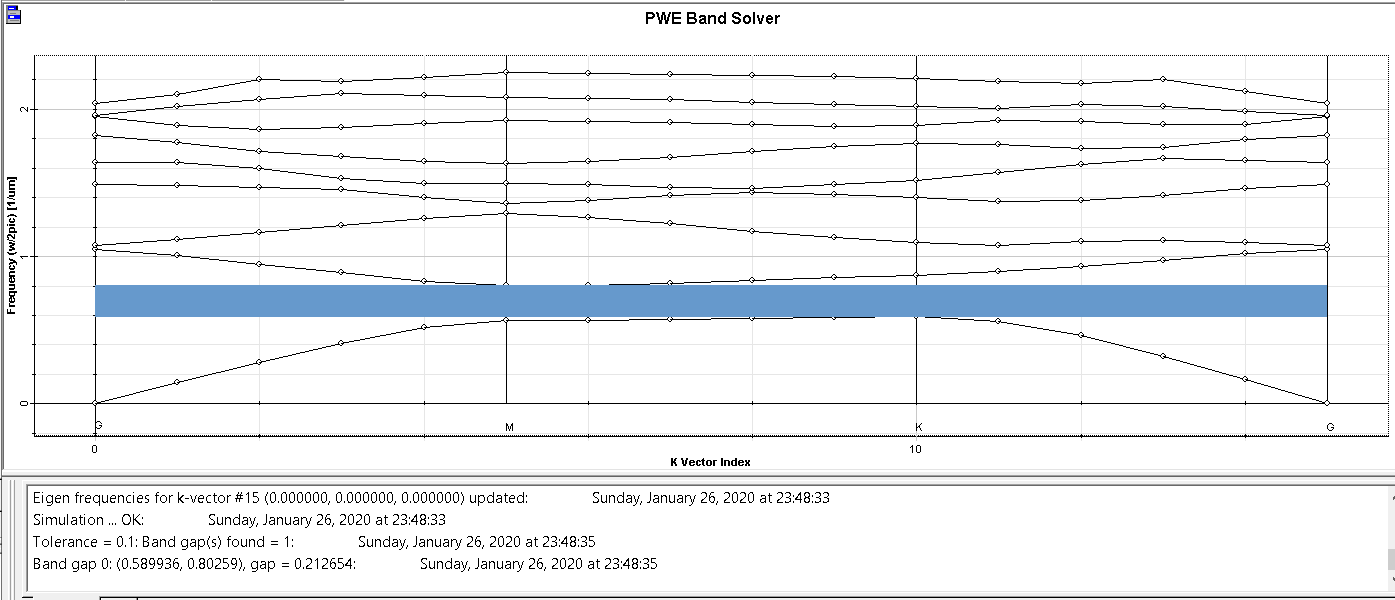 PWE Band Solver
Frequency (w/2pic) [1/um]
2
1
0
G
M
K
G
0
10
K Vector Index
Eigen frequencies for k-vector #15 (0.000000, 0.000000, 0.000000) updated: Sunday, January 26, 2020 at 23:48:33
Simulation ... OK: Sunday, January 26, 2020 at 23:48:33
Tolerance = 0.1: Band gap(s) found = 1: Sunday, January 26, 2020 at 23:48:35
Band gap 0: (0.589936, 0.80259), gap = 0.212654: Sunday, January 26, 2020 at 23:48:35